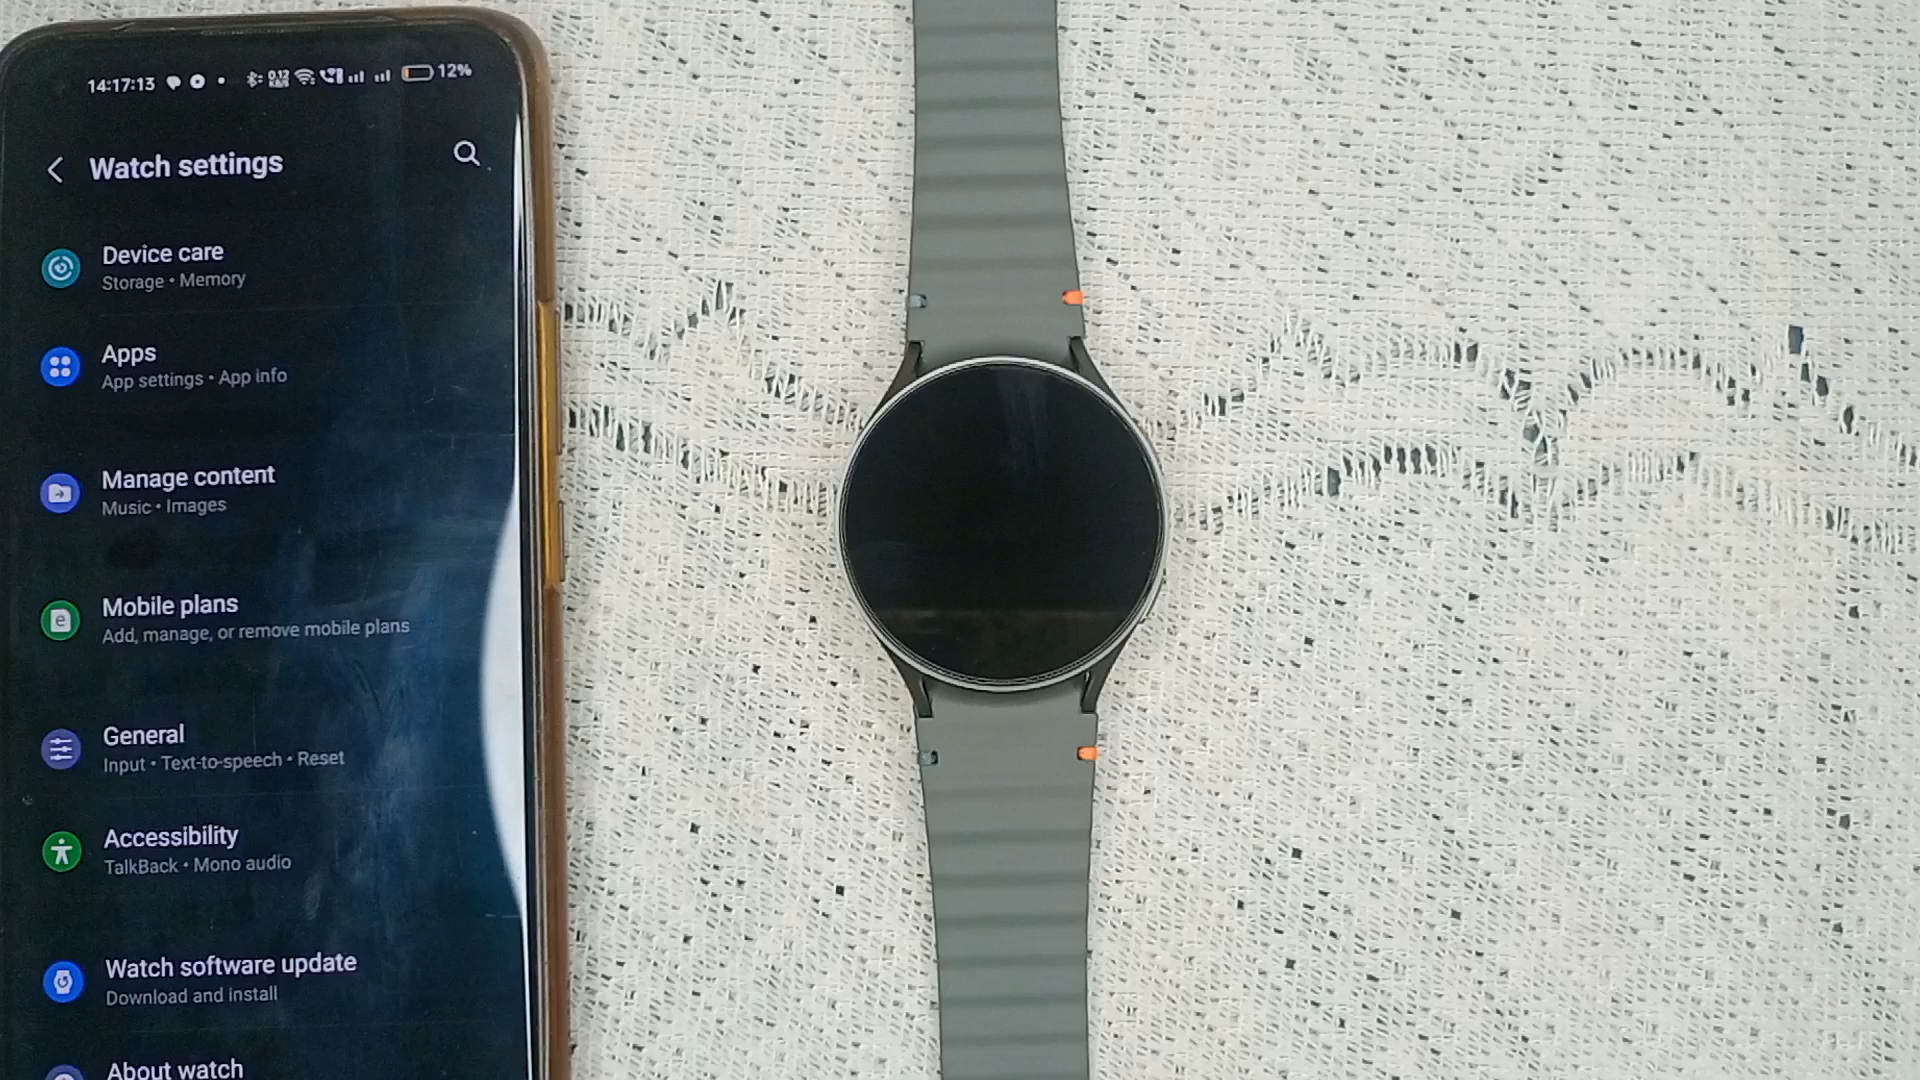 14:17:13 12%
Watch settings
Device care
Storage • Memory
Apps
App settings • App info
Manage content
Music • Images
Mobile plans
Add, manage, or remove mobile plans
General
Input • Text-to-speech • Reset
Accessibility
TalkBack • Mono audio
Watch software update
Download and install
About watch